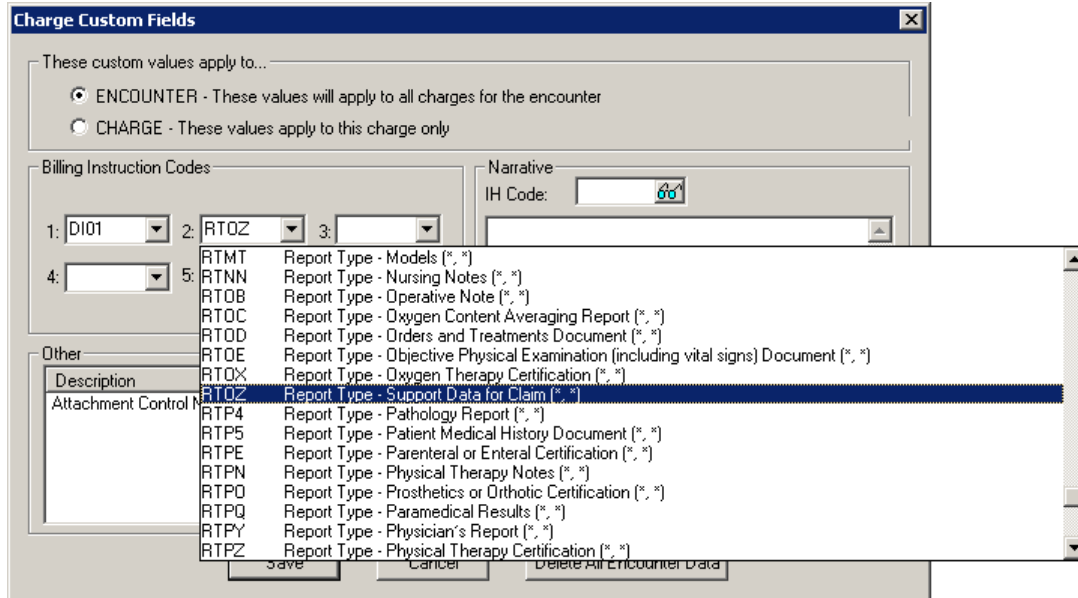 Charge Custom Fields
These custom values apply to...
ENCOUNTER - These values will apply to all charges for the encounter
CHARGE - These values apply to this charge only
Billing Instruction Codes
1: DI01 2: RTOZ 3:
4: 5:
Narrative
IH Code:
RTMT Report Type - Models (*, *)
RTNN Report Type - Nursing Notes (*, *)
RTOB Report Type - Operative Note (*, *)
RTOC Report Type - Oxygen Content Averaging Report (*, *)
RTOD Report Type - Orders and Treatments Document (*, *)
RTOE Report Type - Objective Physical Examination (including vital signs) Document (*, *)
RTOX Report Type - Oxygen Therapy Certification (*, *)
RTOZ Report Type - Support Data for Claim (*, *)
RTP4 Report Type - Pathology Report (*, *)
RTP5 Report Type - Patient Medical History Document (*, *)
RTPE Report Type - Parenteral or Enteral Certification (*, *)
RTPN Report Type - Physical Therapy Notes (*, *)
RTPO Report Type - Prosthetics or Orthotic Certification (*, *)
RTPQ Report Type - Paramedical Results (*, *)
RTPY Report Type - Physician's Report (*, *)
RTPZ Report Type - Physical Therapy Certification (*, *)
Other
Description
Attachment Control N
Save Cancel Delete All Encounter Data